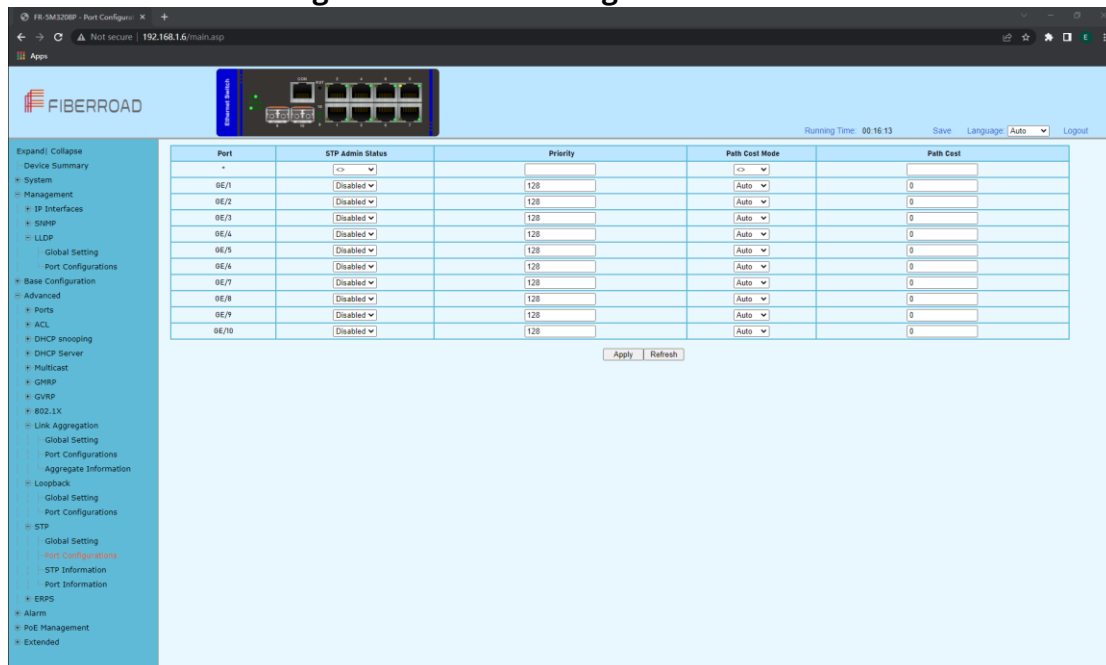 FR-5M3208P - Port Configurat
Not secure | 192.168.1.6/main.asp
E
Apps
FIBERROAD
Ethernet Switch
CON
Running Time: 00:16:13 Save Language: Auto Logout
Expand| Collapse
Device Summary
System
Management
IP Interfaces
SNMP
LLDP
Global Setting
Port Configurations
Base Configuration
Advanced
Ports
ACL
DHCP snooping
DHCP Server
Multicast
GMRP
GVRP
802.1X
Link Aggregation
Global Setting
Port Configurations
Aggregate Information
Loopback
Global Setting
Port Configurations
STP
Global Setting
Port Configurations
STP Information
Port Information
ERPS
Alarm
PoE Management
Extended
Port STP Admin Status Priority Path Cost Mode Path Cost
* <> <>
GE/1 Disabled 128 Auto 0
GE/2 Disabled 128 Auto 0
GE/3 Disabled 128 Auto 0
GE/4 Disabled 128 Auto 0
GE/5 Disabled 128 Auto 0
GE/6 Disabled 128 Auto 0
GE/7 Disabled 128 Auto 0
GE/8 Disabled 128 Auto 0
GE/9 Disabled 128 Auto 0
GE/10 Disabled 128 Auto 0
Apply Refresh